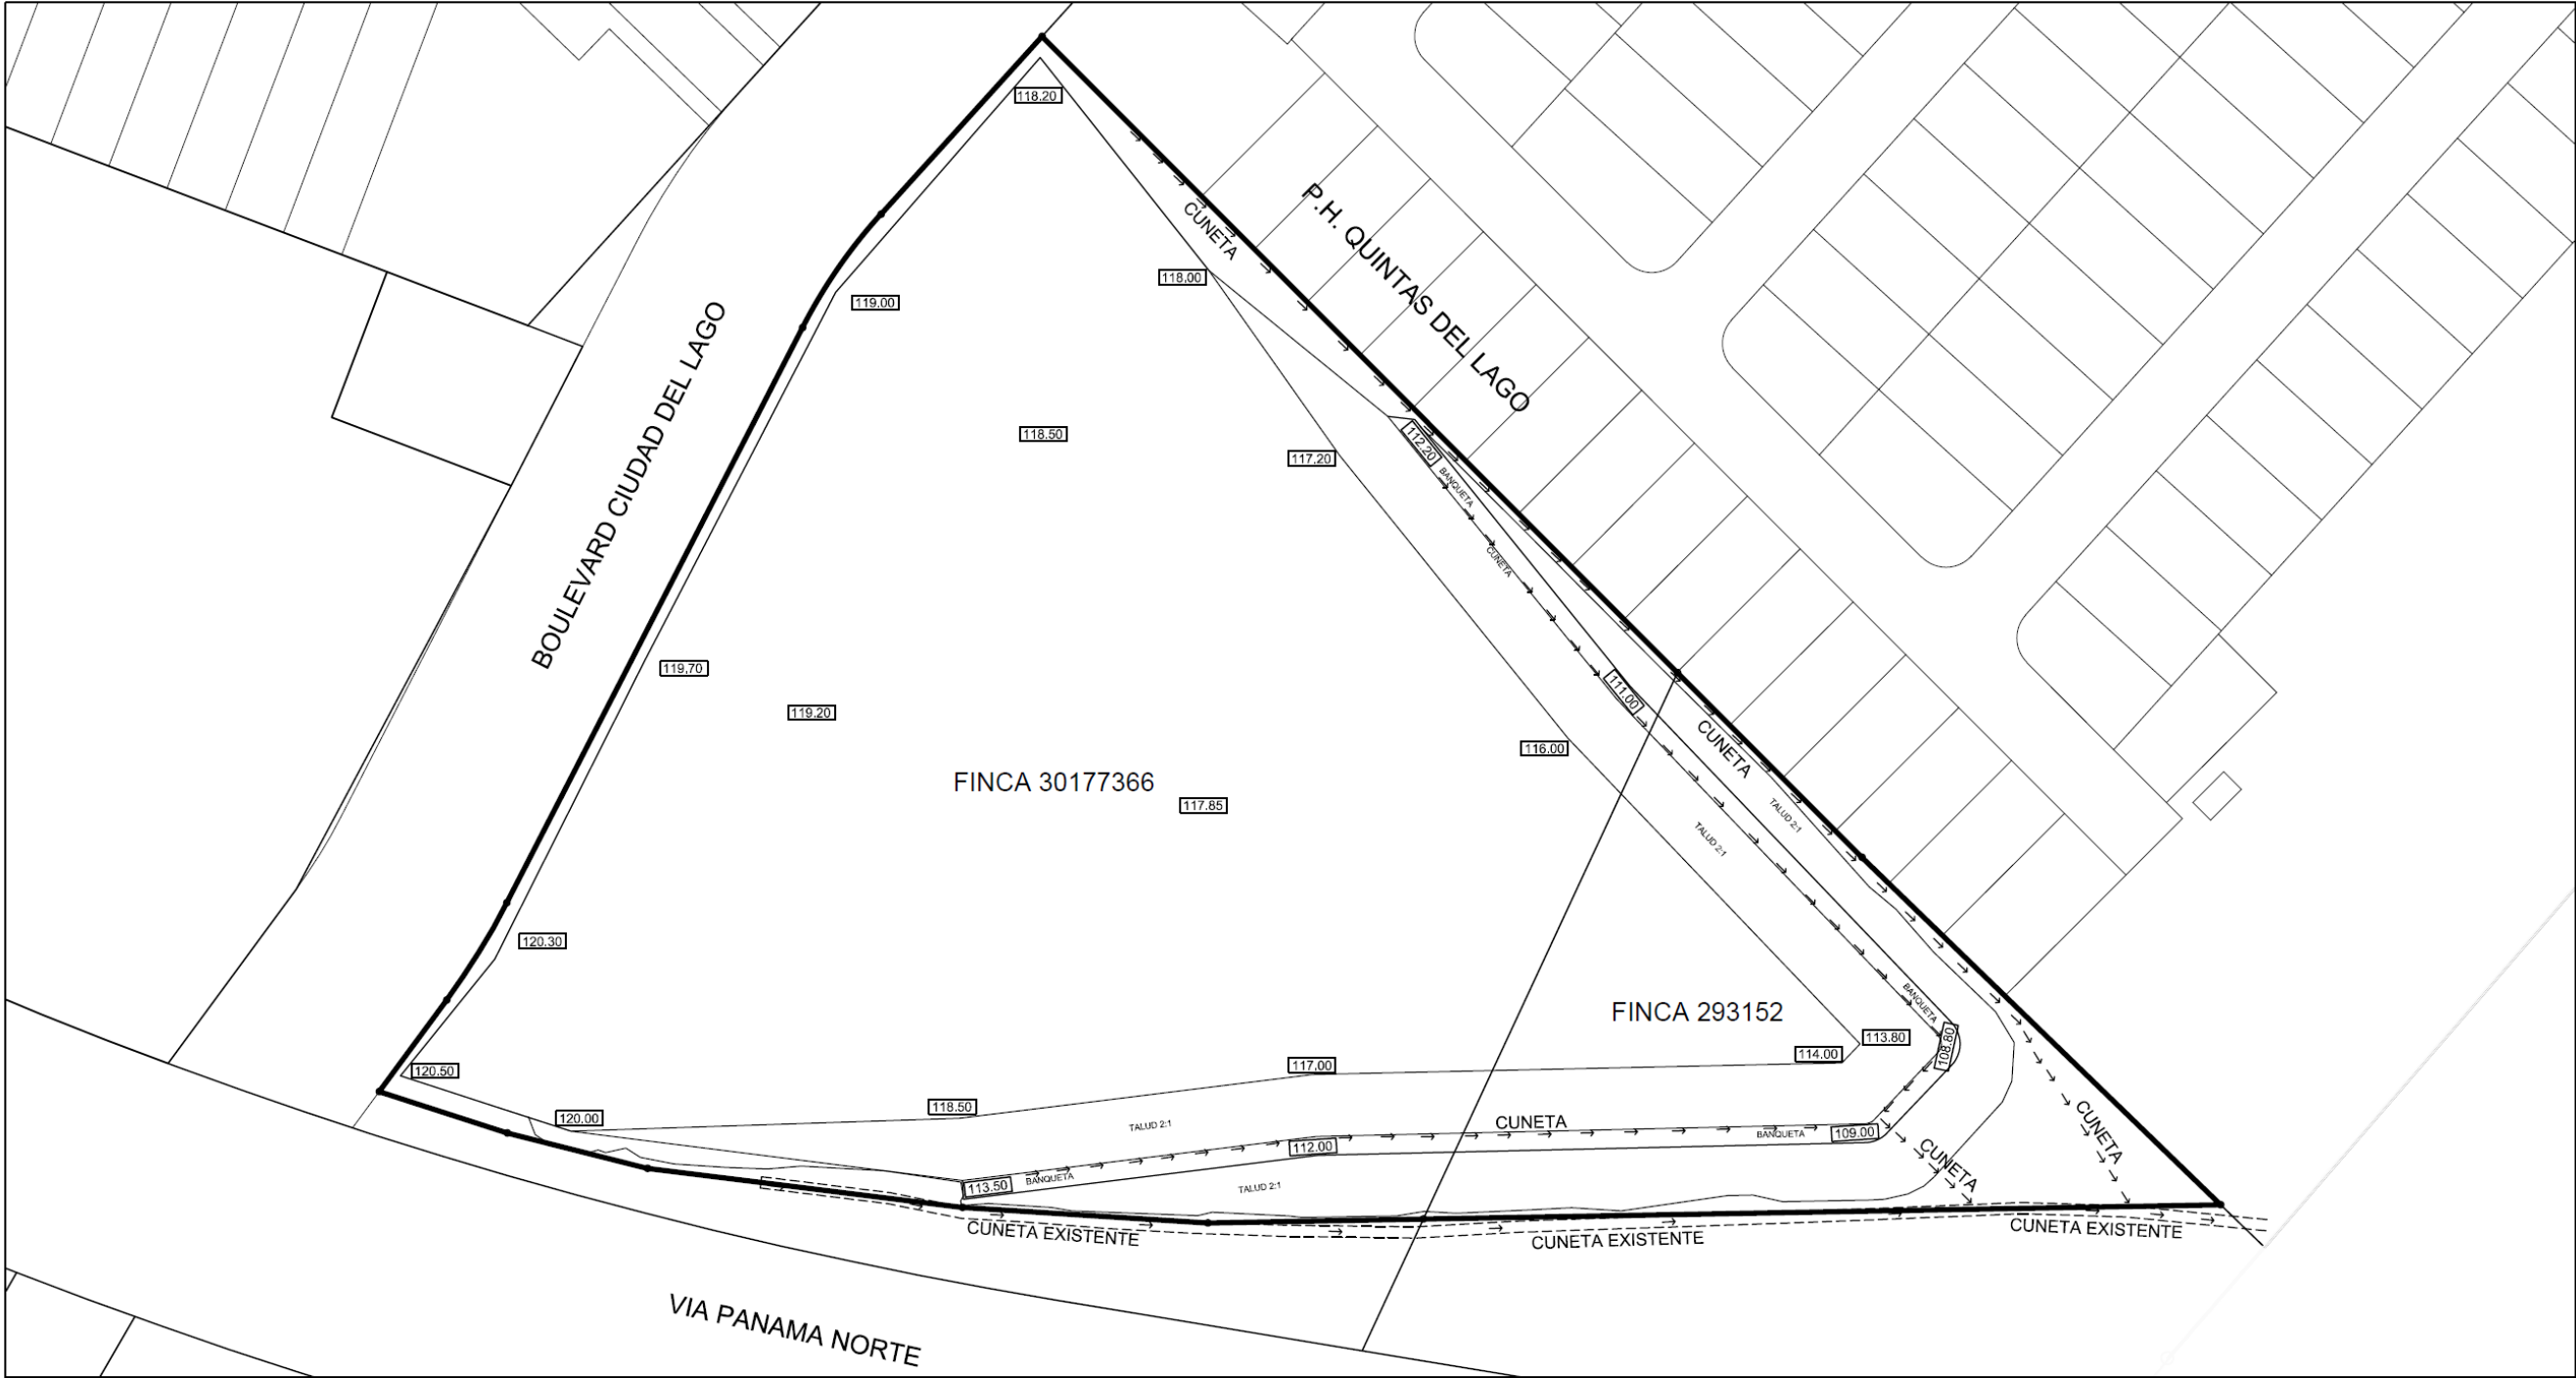 118.20
CUNETA
P.H. QUINTAS DEL LAGO
118.00
119.00
BOULEVARD CIUDAD DEL LAGO
118.50
117.20
112.20
BANQUETA
CUNETA
119.70
119.20
111.00
116.00
CUNETA
FINCA 30177366
117.85
TALUD 2:1
TALUD 2:1
120.30
BANQUETA
FINCA 293152
113.80
108.80
114.00
117.00
120.50
118.50
120.00
TALUD 2:1
CUNETA
BANQUETA
109.00
CUNETA
CUNETA
112.00
113.50
BANQUETA
TALUD 2:1
CUNETA EXISTENTE
CUNETA EXISTENTE
CUNETA EXISTENTE
VIA PANAMA NORTE